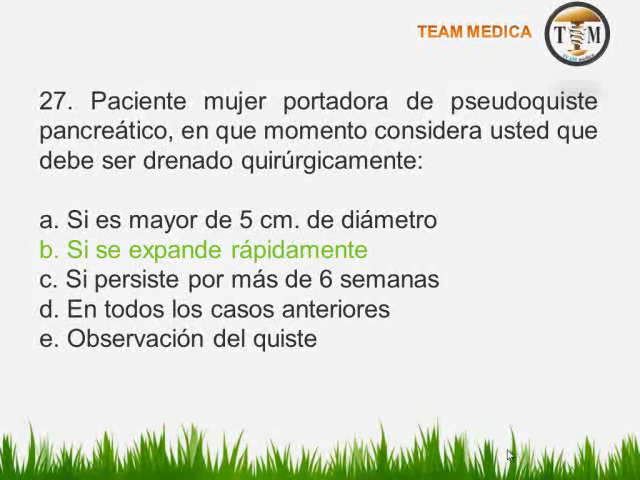 TEAM MEDICA
T M
27. Paciente mujer portadora de pseudoquiste
pancreático, en que momento considera usted que
debe ser drenado quirúrgicamente:
a. Si es mayor de 5 cm. de diámetro
b. Si se expande rápidamente
c. Si persiste por más de 6 semanas
d. En todos los casos anteriores
e. Observación del quiste